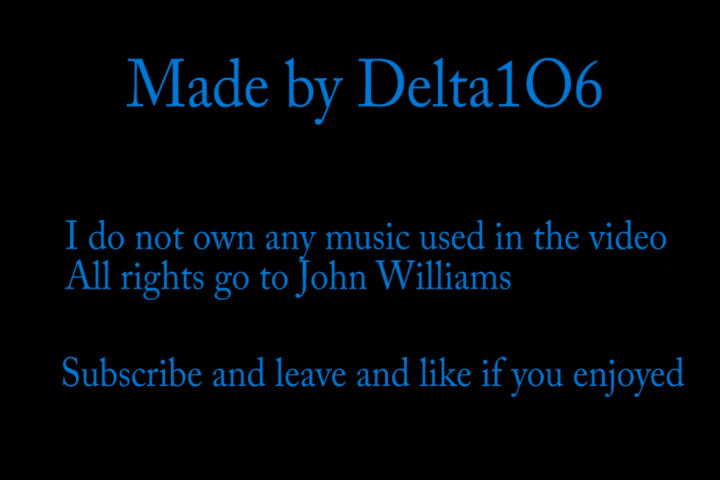 Made by Delta1O6
I do not own any music used in the video
All rights go to John Williams
Subscribe and leave and like if you enjoyed